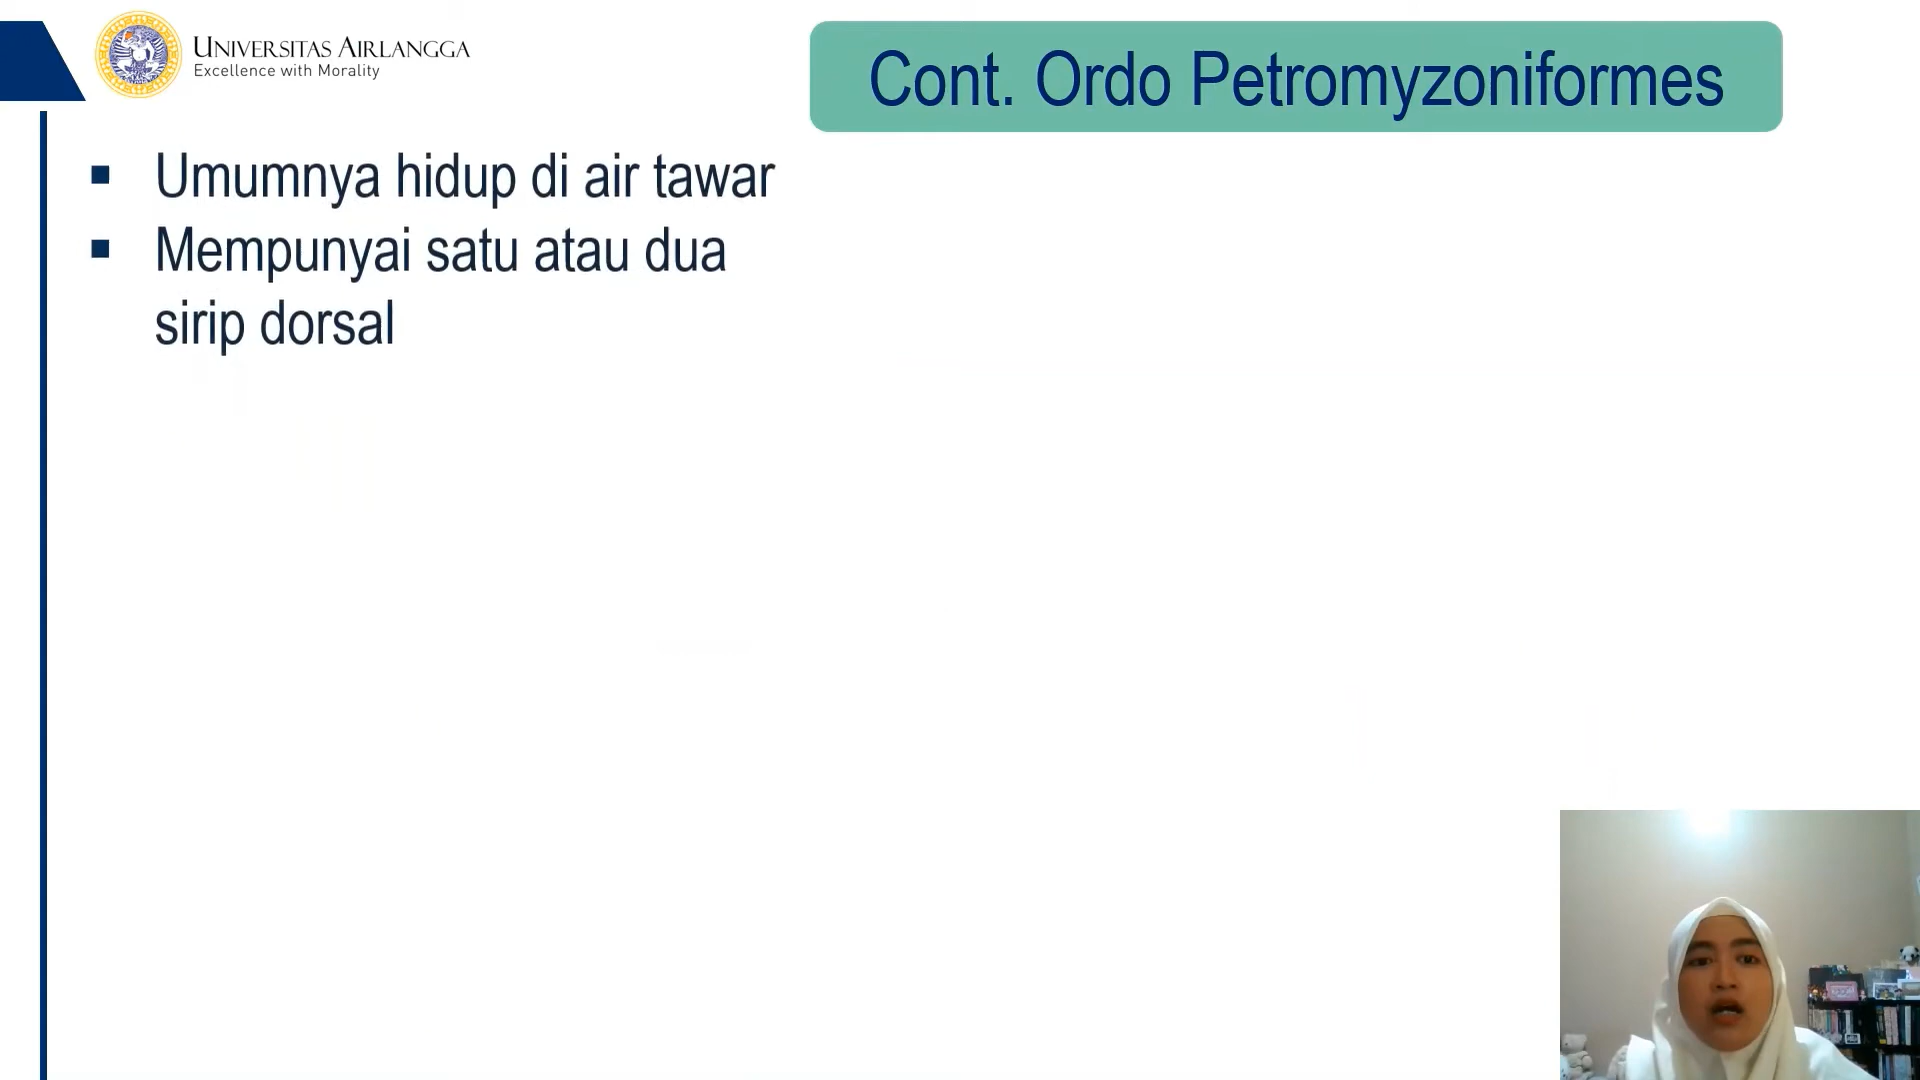 UNIVERSITAS AIRLANGGA
Excellence with Morality
Cont. Ordo Petromyzoniformes
▪ Umumnya hidup di air tawar
▪ Mempunyai satu atau dua
sirip dorsal